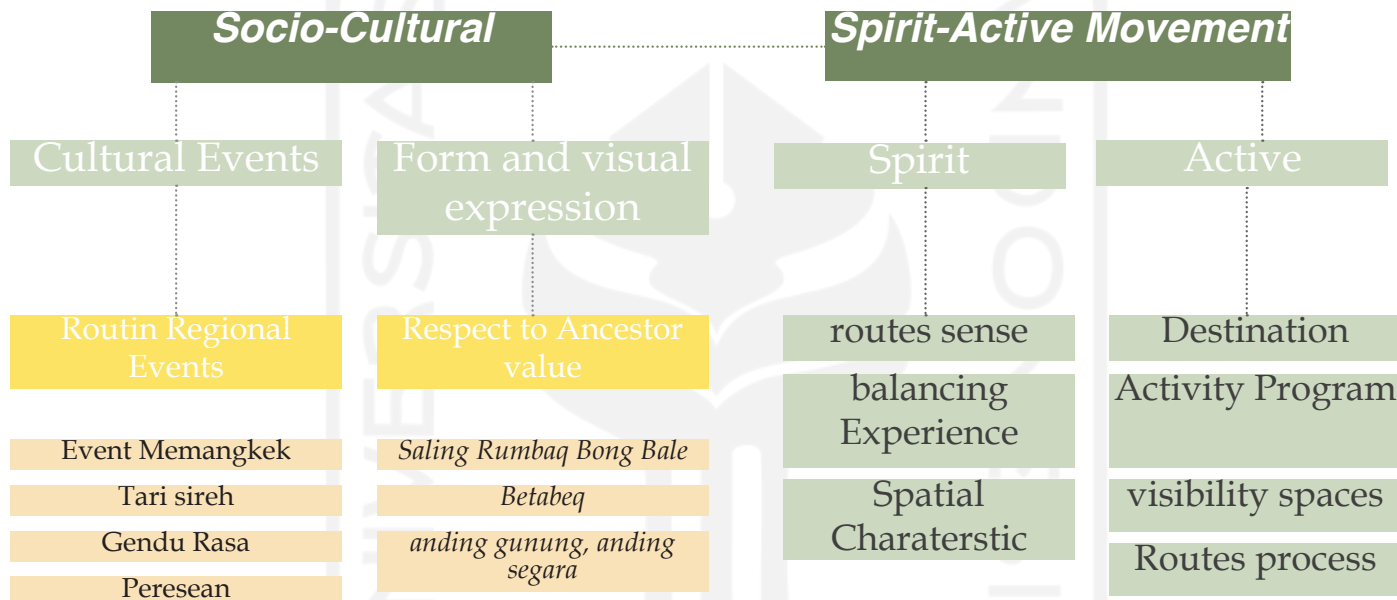 Socio-Cultural
Spirit-Active Movement
Cultural Events
Form and visual
expression
Spirit
Active
Routin Regional
Events
Respect to Ancestor
value
routes sense
Destination
balancing
Experience
Activity Program
Event Memangkek
Saling Rumbaq Bong Bale
Tari sireh
Betabeq
Spatial
Charaterstic
visibility spaces
Gendu Rasa
anding gunung, anding
segara
Routes process
Peresean